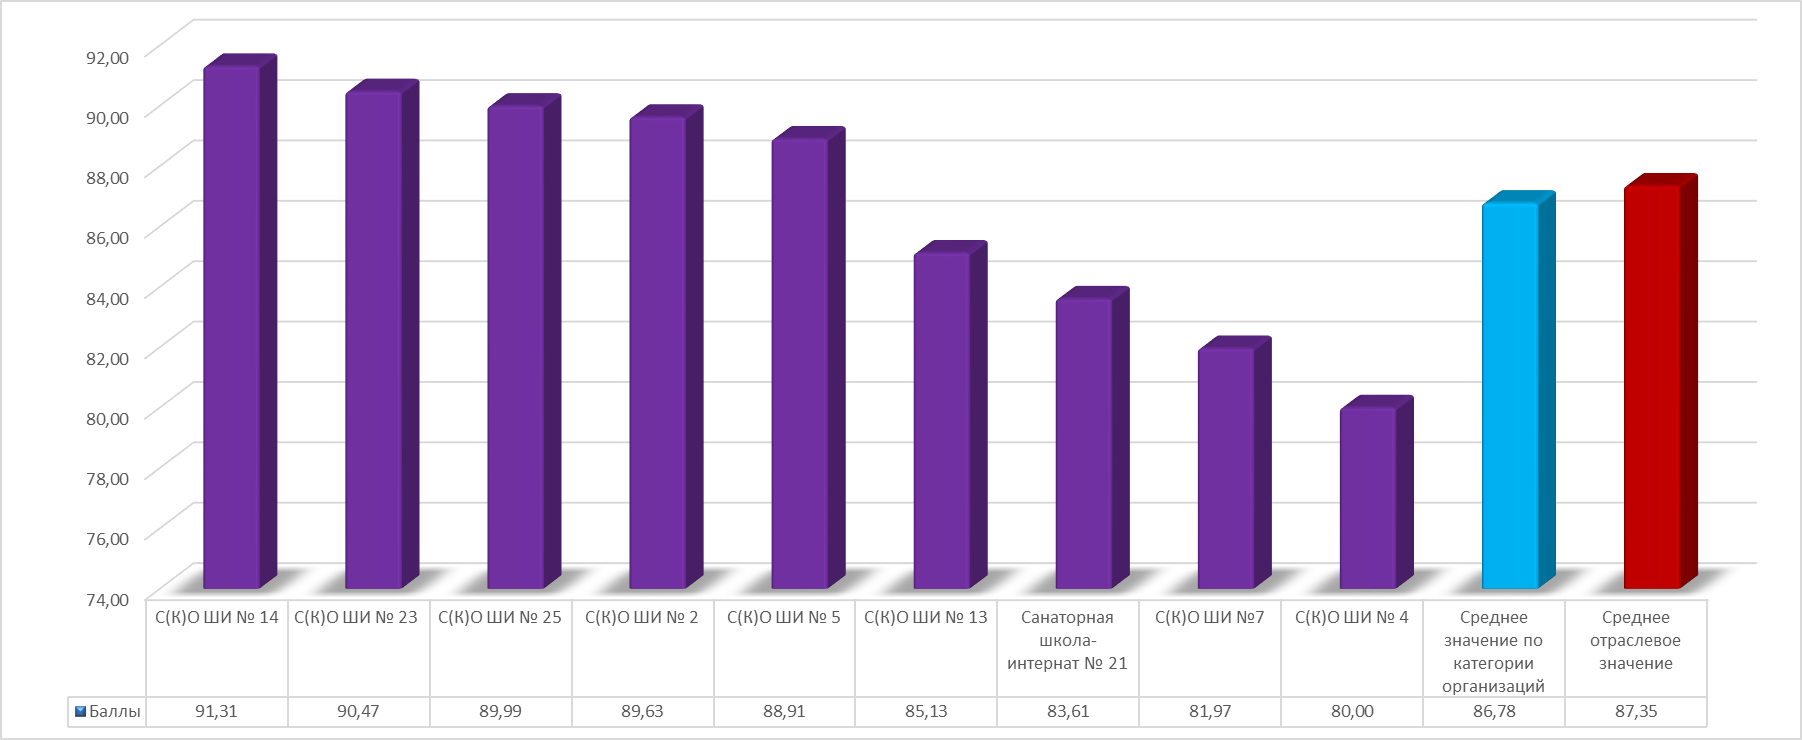 92,00
90,00
88,00
86,00
84,00
82,00
80,00
78,00
76,00
74,00
С(К)О ШИ № 14
С(К)О ШИ № 23
С(К)О ШИ № 25
С(К)О ШИ № 2
С(К)О ШИ № 5
С(К)О ШИ № 13
Санаторная
школа-
интернат № 21
С(К)О ШИ №7
С(К)О ШИ № 4
Среднее
значение по
категории
организаций
Среднее
отраслевое
значение
Баллы 91,31 90,47 89,99 89,63 88,91 85,13 83,61 81,97 80,00 86,78 87,35